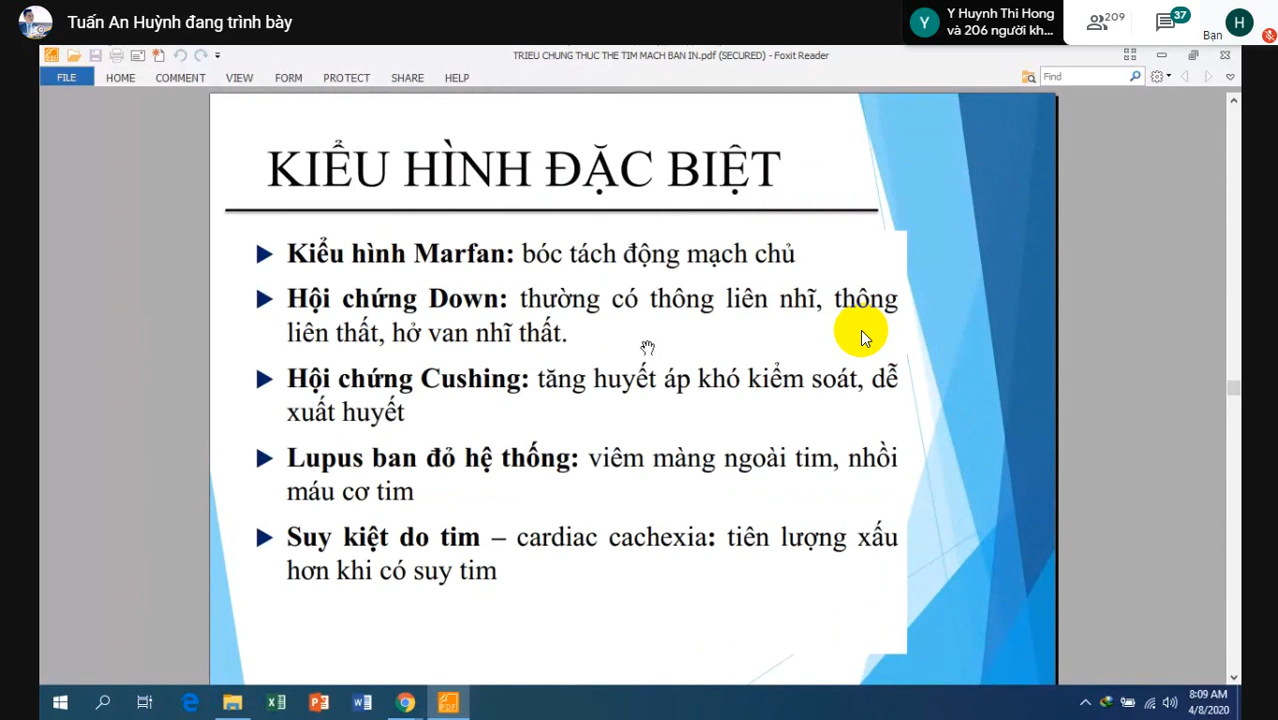 Tuấn An Huỳnh đang trình bày
Y Huynh Thi Hong
và 206 người kh...
209
37
H
Y
Bạn
TRIEU CHUNG THUC THE TIM MACH BAN IN.pdf (SECURED) - Foxit Reader
FILE HOME COMMENT VIEW FORM PROTECT SHARE HELP
Find
KIỂU HÌNH ĐẶC BIỆT
Kiểu hình Marfan: bóc tách động mạch chủ
Hội chứng Down: thường có thông liên nhĩ, thông
liên thất, hở van nhĩ thất.
Hội chứng Cushing: tăng huyết áp khó kiểm soát, dễ
xuất huyết
Lupus ban đỏ hệ thống: viêm màng ngoài tim, nhồi
máu cơ tim
Suy kiệt do tim – cardiac cachexia: tiên lượng xấu
hơn khi có suy tim
8:09 AM
4/8/2020